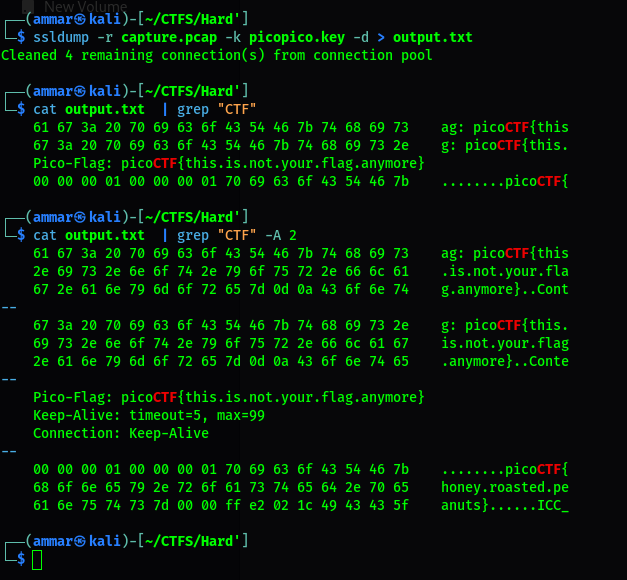 New Volume
┌──(ammar㉿kali)-[~/CTFS/Hard']
└─$ ssldump -r capture.pcap -k picopico.key -d > output.txt
Cleaned 4 remaining connection(s) from connection pool
┌──(ammar㉿kali)-[~/CTFS/Hard']
└─$ cat output.txt  | grep "CTF"
61 67 3a 20 70 69 63 6f 43 54 46 7b 74 68 69 73    ag: picoCTF{this
67 3a 20 70 69 63 6f 43 54 46 7b 74 68 69 73 2e    g: picoCTF{this.
Pico-Flag: picoCTF{this.is.not.your.flag.anymore}
00 00 00 01 00 00 00 01 70 69 63 6f 43 54 46 7b    ........picoCTF{
┌──(ammar㉿kali)-[~/CTFS/Hard']
└─$ cat output.txt  | grep "CTF" -A 2
61 67 3a 20 70 69 63 6f 43 54 46 7b 74 68 69 73    ag: picoCTF{this
2e 69 73 2e 6e 6f 74 2e 79 6f 75 72 2e 66 6c 61    .is.not.your.fla
67 2e 61 6e 79 6d 6f 72 65 7d 0d 0a 43 6f 6e 74    g.anymore}..Cont
--
67 3a 20 70 69 63 6f 43 54 46 7b 74 68 69 73 2e    g: picoCTF{this.
69 73 2e 6e 6f 74 2e 79 6f 75 72 2e 66 6c 61 67    is.not.your.flag
2e 61 6e 79 6d 6f 72 65 7d 0d 0a 43 6f 6e 74 65    .anymore}..Conte
--
Pico-Flag: picoCTF{this.is.not.your.flag.anymore}
Keep-Alive: timeout=5, max=99
Connection: Keep-Alive
--
00 00 00 01 00 00 00 01 70 69 63 6f 43 54 46 7b    ........picoCTF{
68 6f 6e 65 79 2e 72 6f 61 73 74 65 64 2e 70 65    honey.roasted.pe
61 6e 75 74 73 7d 00 00 ff e2 02 1c 49 43 43 5f    anuts}......ICC_
┌──(ammar㉿kali)-[~/CTFS/Hard']
└─$